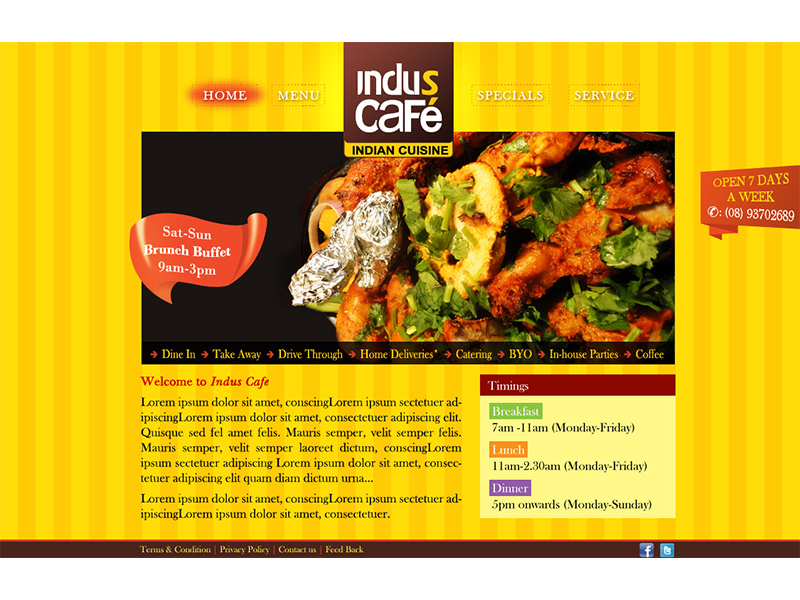 HOME
MENU
indus
café
INDIAN CUISINE
SPECIALS
SERVICE
OPEN 7 DAYS
A WEEK
✆: (08) 93702689
Sat-Sun
Brunch Buffet
9am-3pm
Dine In Take Away Drive Through Home Deliveries* Catering BYO In-house Parties Coffee
Welcome to Indus Cafe
Lorem ipsum dolor sit amet, conscingLorem ipsum sectetuer ad-
ipiscingLorem ipsum dolor sit amet, consectetuer adipiscing elit.
Quisque sed fel amet felis. Mauris semper, velit semper felis.
Mauris semper, velit semper laoreet dictum, conscingLorem
ipsum sectetuer adipiscing Lorem ipsum dolor sit amet, consec-
tetuer adipiscing elit quam diam dictum urna...
Lorem ipsum dolor sit amet, conscingLorem ipsum sectetuer ad-
ipiscingLorem ipsum dolor sit amet, consectetuer.
Timings
Breakfast
7am -11am (Monday-Friday)
Lunch
11am-2.30am (Monday-Friday)
Dinner
5pm onwards (Monday-Sunday)
Terms & Condition | Privacy Policy | Contact us | Feed Back